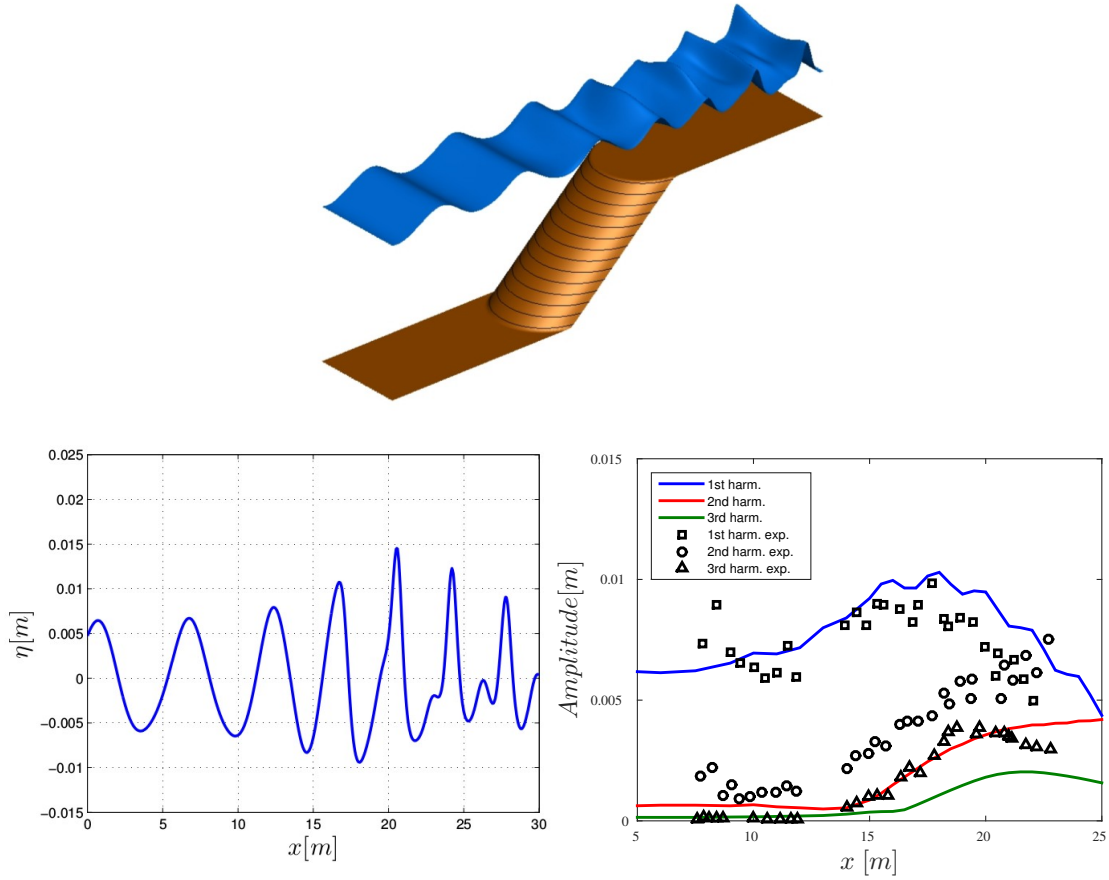 0.025
0.02
0.015
0.01
0.005
0
−0.005
−0.01
−0.015
0 5 10 15 20 25 30
η[m]
x[m]
0.015
0.01
0.005
0
5 10 15 20 25
Amplitude[m]
x [m]
1st harm.
2nd harm.
3rd harm.
1st harm. exp.
2nd harm. exp.
3rd harm. exp.